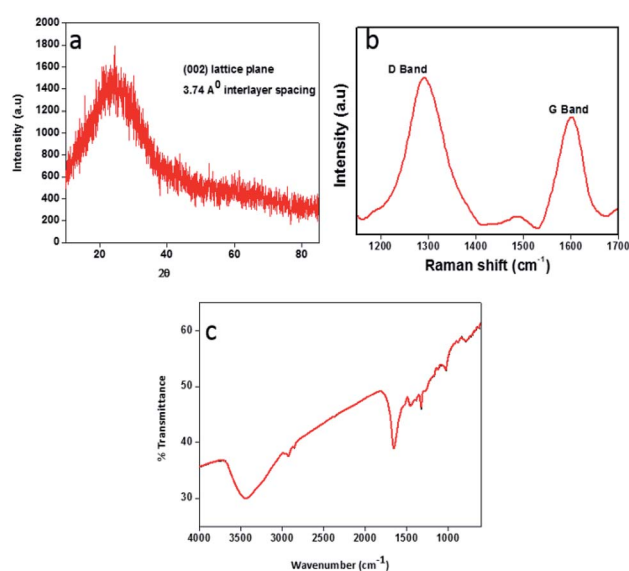 a
(002) lattice plane
3.74 A⁰ interlayer spacing
Intensity (a.u)
2000
1800
1600
1400
1200
1000
800
600
400
200
0
20 40 60 80
2θ
b
D Band
G Band
Intensity (a.u)
1200 1300 1400 1500 1600 1700
Raman shift (cm⁻¹)
c
% Transmittance
60
50
40
30
4000 3500 3000 2500 2000 1500 1000
Wavenumber (cm⁻¹)